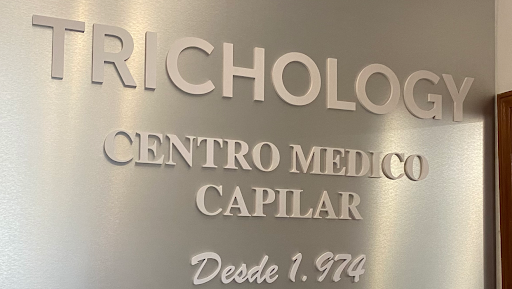 TRICHOLOGY
CENTRO MEDICO
CAPILAR
Desde 1.974